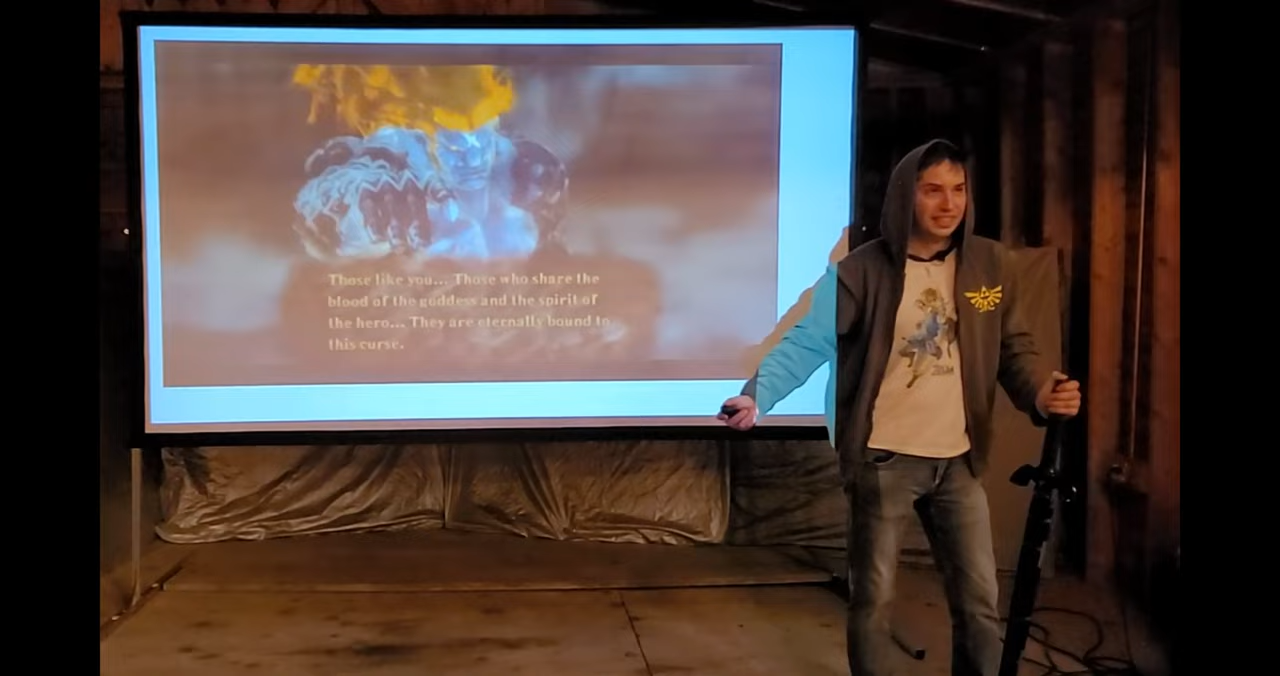 Those like you... Those who share the
blood of the goddess and the spirit of
the hero... They are eternally bound to
this curse.
ZELDA